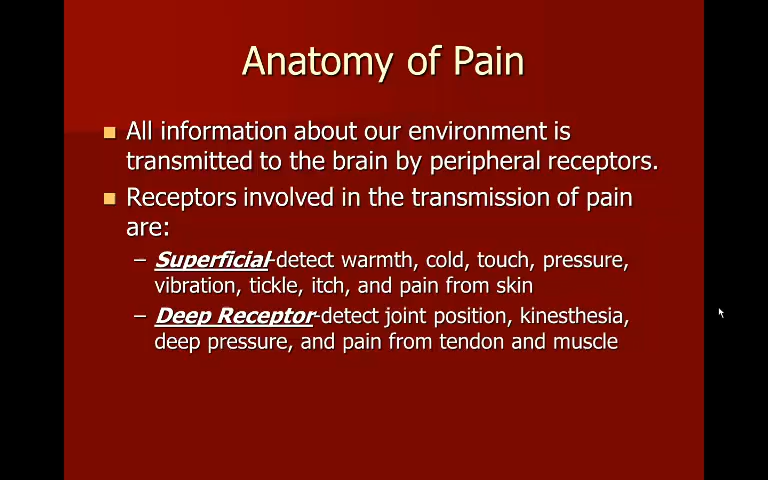 Anatomy of Pain
■ All information about our environment is
transmitted to the brain by peripheral receptors.
■ Receptors involved in the transmission of pain
are:
– Superficial-detect warmth, cold, touch, pressure,
vibration, tickle, itch, and pain from skin
– Deep Receptor-detect joint position, kinesthesia,
deep pressure, and pain from tendon and muscle